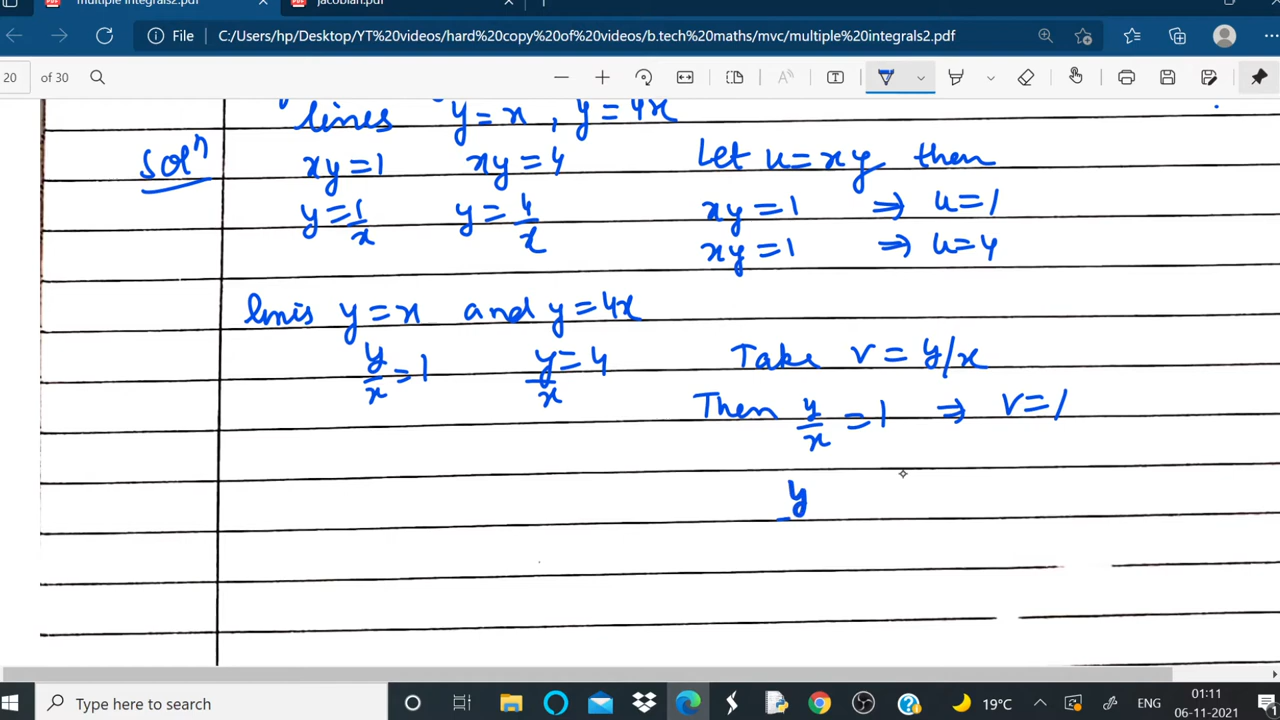 multiple integrals2.pdf jacobian.pdf
File C:/Users/hp/Desktop/YT%20videos/hard%20copy%20of%20videos/b.tech%20maths/mvc/multiple%20integrals2.pdf
20 of 30
lines y=x, y=4x
Solⁿ xy=1 xy=4 Let u=xy then
y=1/x y=4/x xy=1 ⇒ u=1
xy=1 ⇒ u=4
linis y=x and y=4x
y/x=1 y/x=4 Take v=y/x
Then y/x=1 ⇒ v=1
y
Type here to search 19°C ENG 01:11
06-11-2021